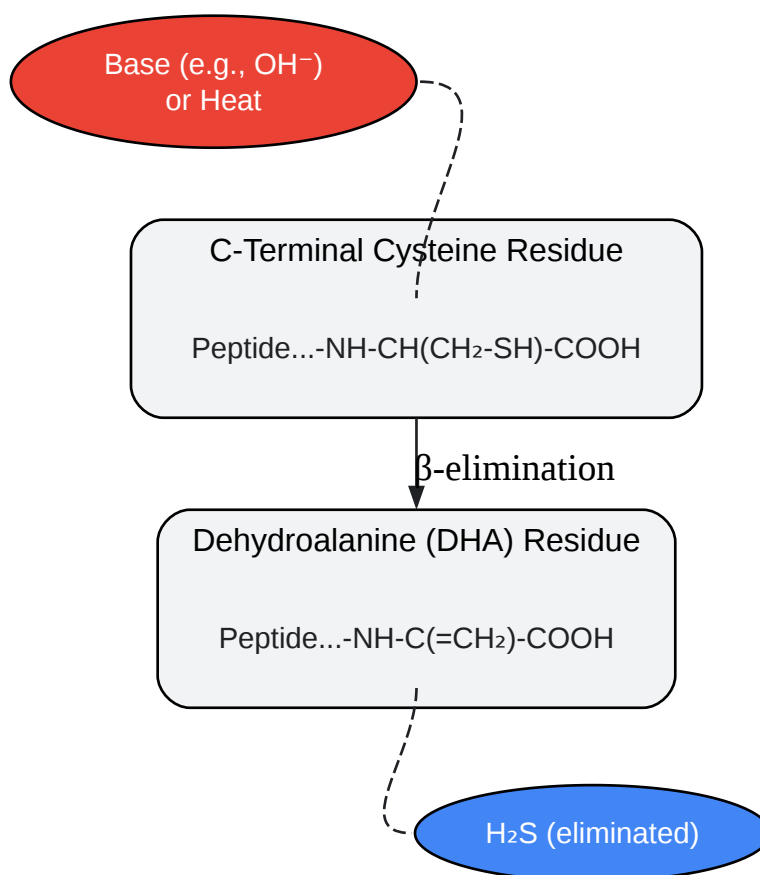 Base (e.g., OH⁻)
or Heat
C-Terminal Cysteine Residue
Peptide...-NH-CH(CH₂-SH)-COOH
β-elimination
Dehydroalanine (DHA) Residue
Peptide...-NH-C(=CH₂)-COOH
H₂S (eliminated)